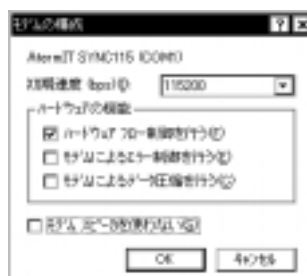 モデムの構成
AtermIT SYNC115 (COM1)
初期速度 (bps)(I):
115200
ハードウェアの機能
ハードウェア フロー制御を行う(F)
モデムによるエラー制御を行う(E)
モデムによるデータ圧縮を行う(C)
モデム スピーカを使わない(S)
OK
キャンセル